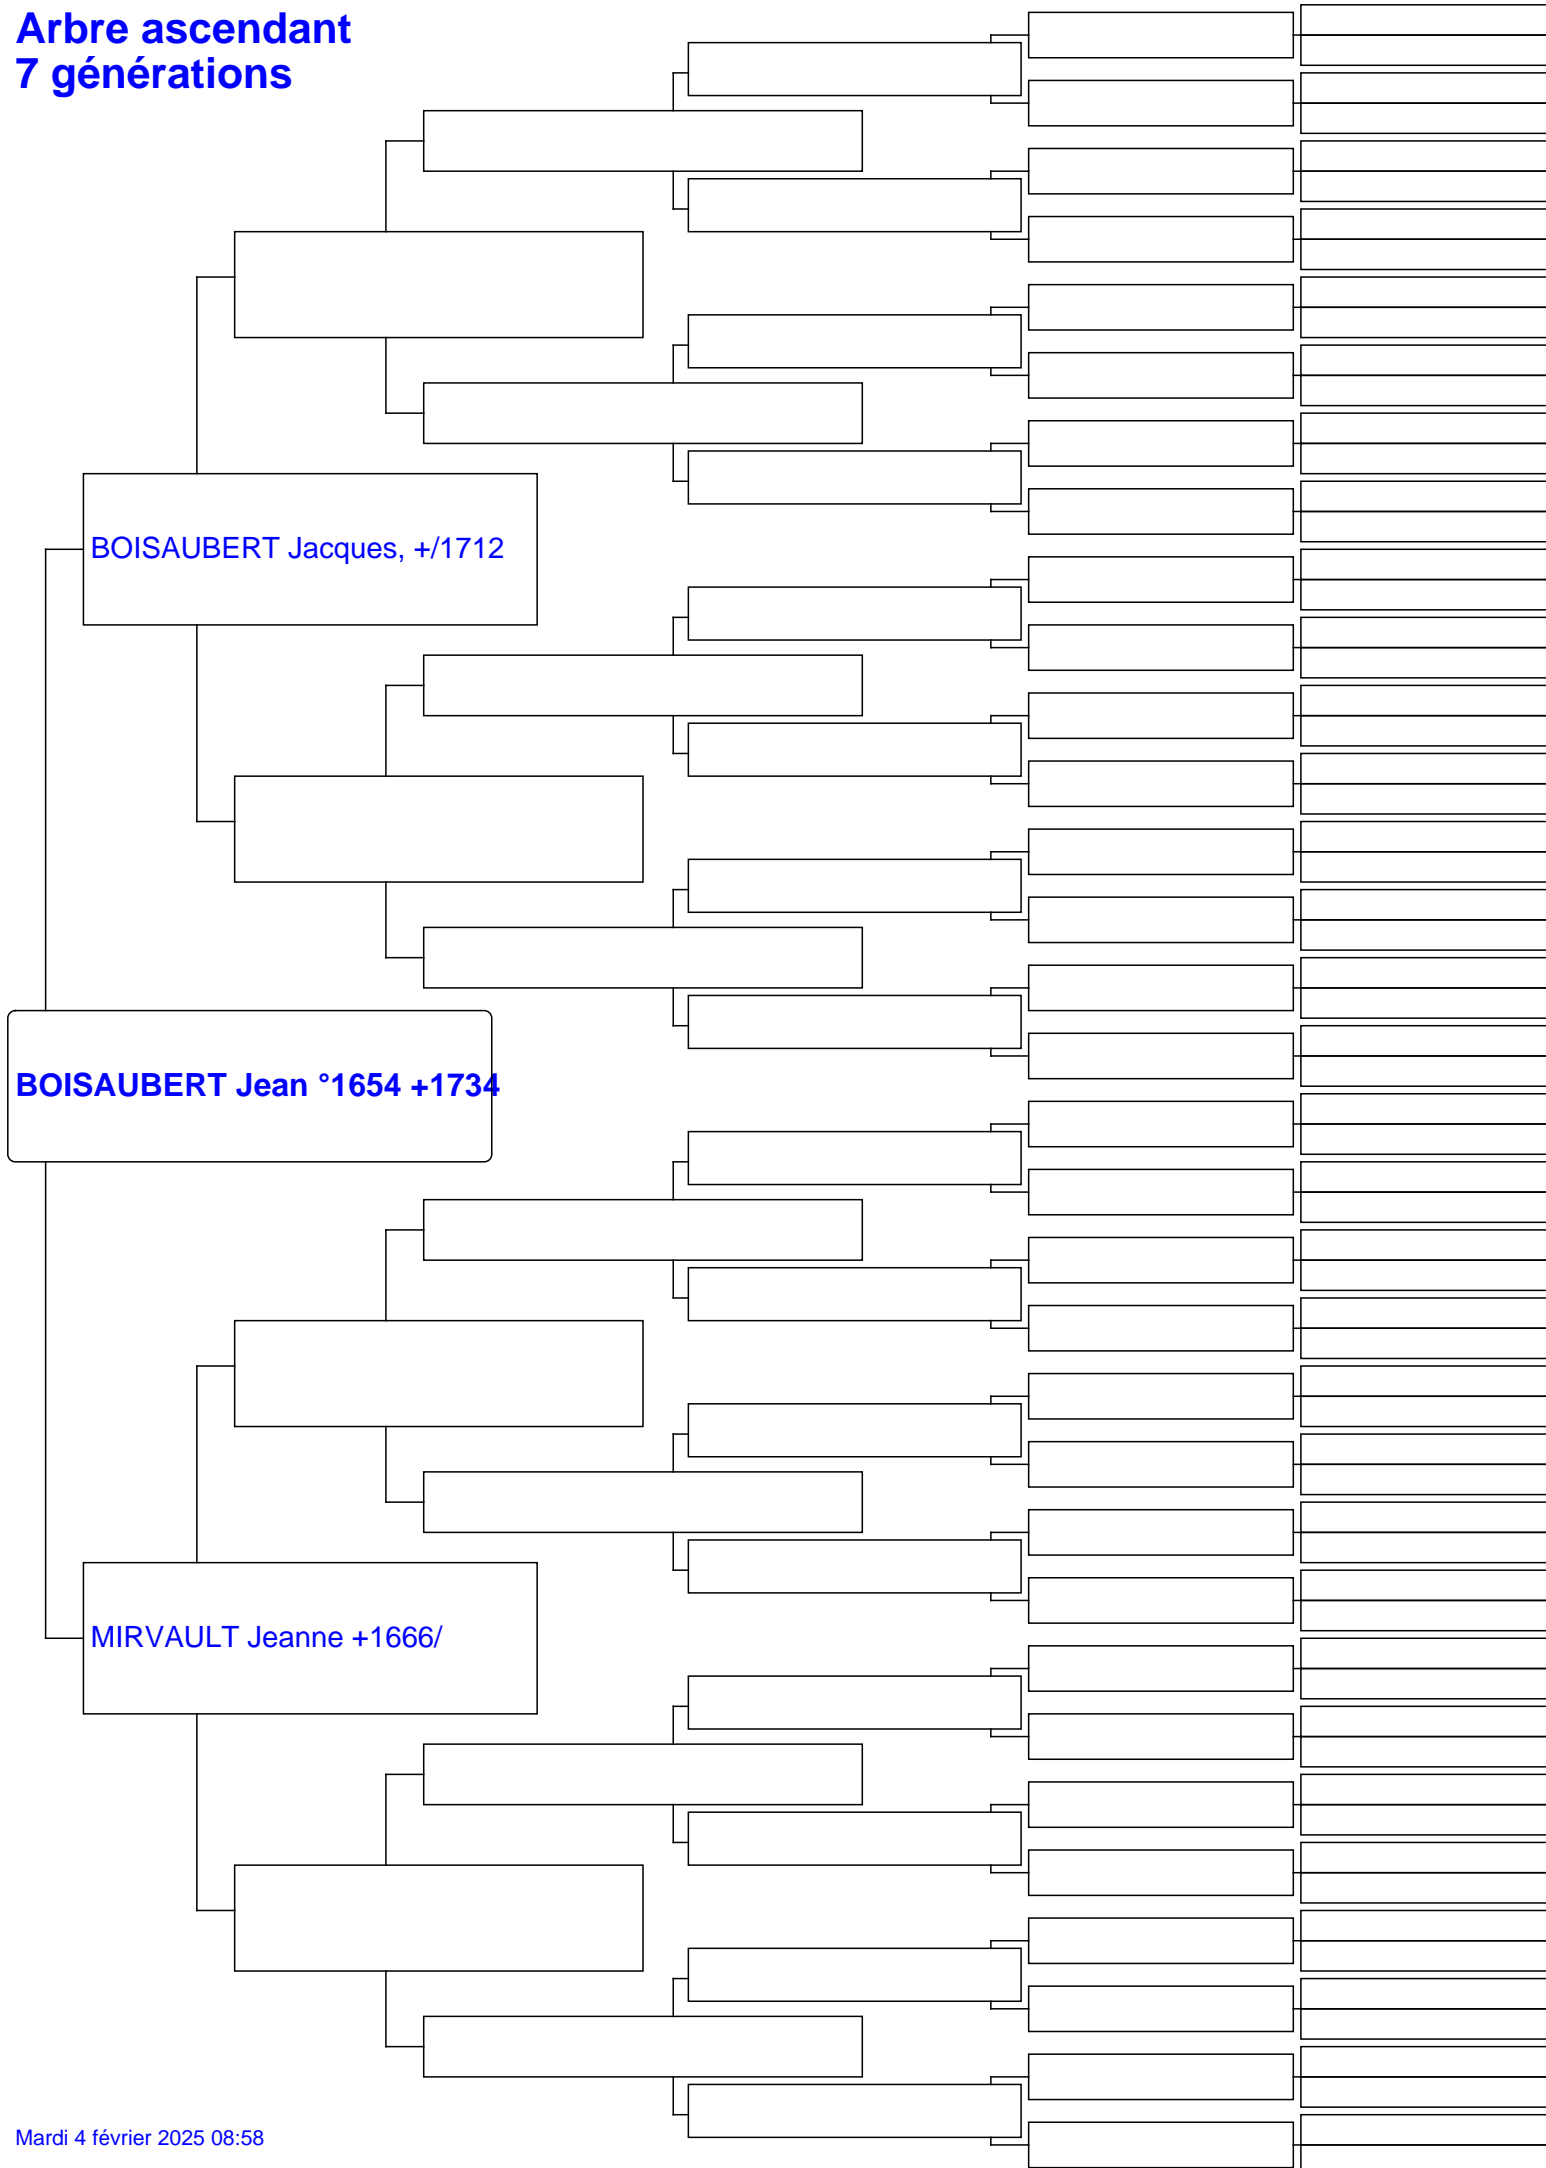 Arbre ascendant
7 générations
BOISAUBERT Jacques, +/1712
BOISAUBERT Jean °1654 +1734
MIRVAULT Jeanne +1666/
Mardi 4 février 2025 08:58